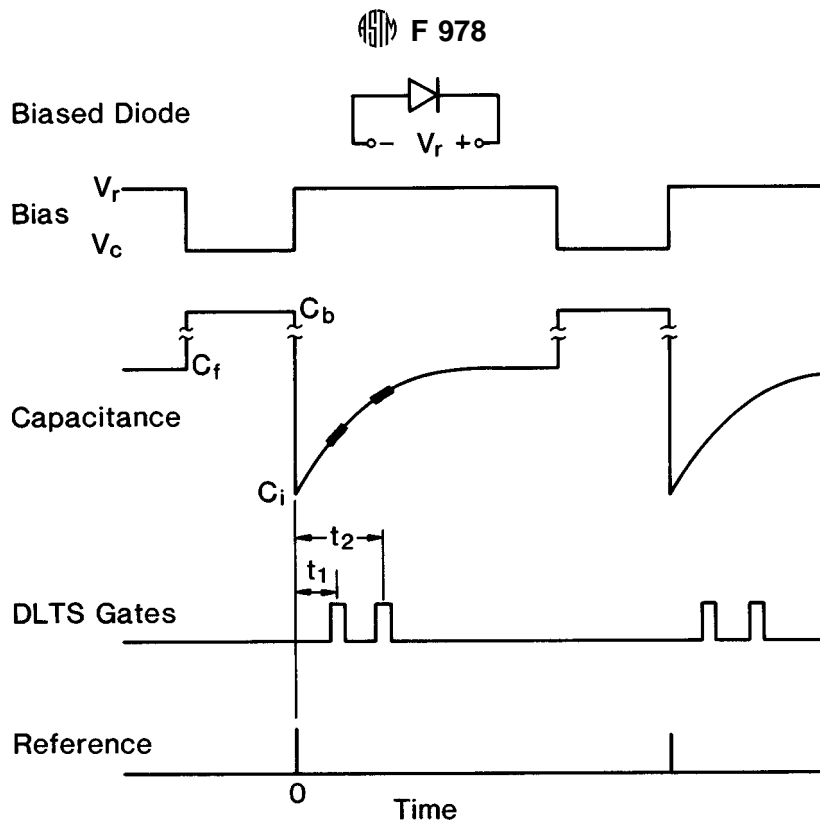 ASTM F 978
Biased Diode
– Vr +
Vr
Bias
Vc
Cb
Cf
Capacitance
Ci
t2
t1
DLTS Gates
Reference
0
Time